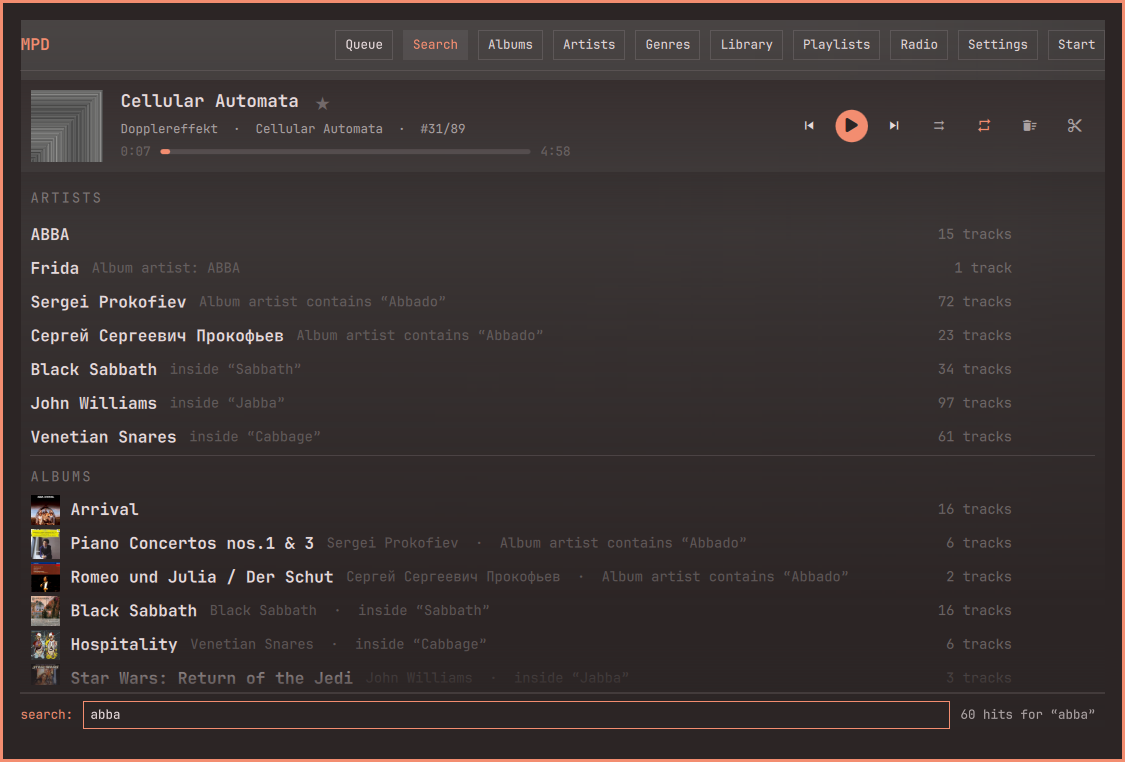 MPD Queue Search Albums Artists Genres Library Playlists Radio Settings Start
Cellular Automata ★
Dopplereffekt · Cellular Automata · #31/89
0:07 4:58
ARTISTS
ABBA 15 tracks
Frida Album artist: ABBA 1 track
Sergei Prokofiev Album artist contains “Abbado” 72 tracks
Сергей Сергеевич Прокофьев Album artist contains “Abbado” 23 tracks
Black Sabbath inside “Sabbath” 34 tracks
John Williams inside “Jabba” 97 tracks
Venetian Snares inside “Cabbage” 61 tracks
ALBUMS
Arrival 16 tracks
Piano Concertos nos.1 & 3 Sergei Prokofiev · Album artist contains “Abbado” 6 tracks
Romeo und Julia / Der Schut Сергей Сергеевич Прокофьев · Album artist contains “Abbado” 2 tracks
Black Sabbath Black Sabbath · inside “Sabbath” 16 tracks
Hospitality Venetian Snares · inside “Cabbage” 6 tracks
Star Wars: Return of the Jedi John Williams · inside “Jabba” 3 tracks
search: abba 60 hits for “abba”